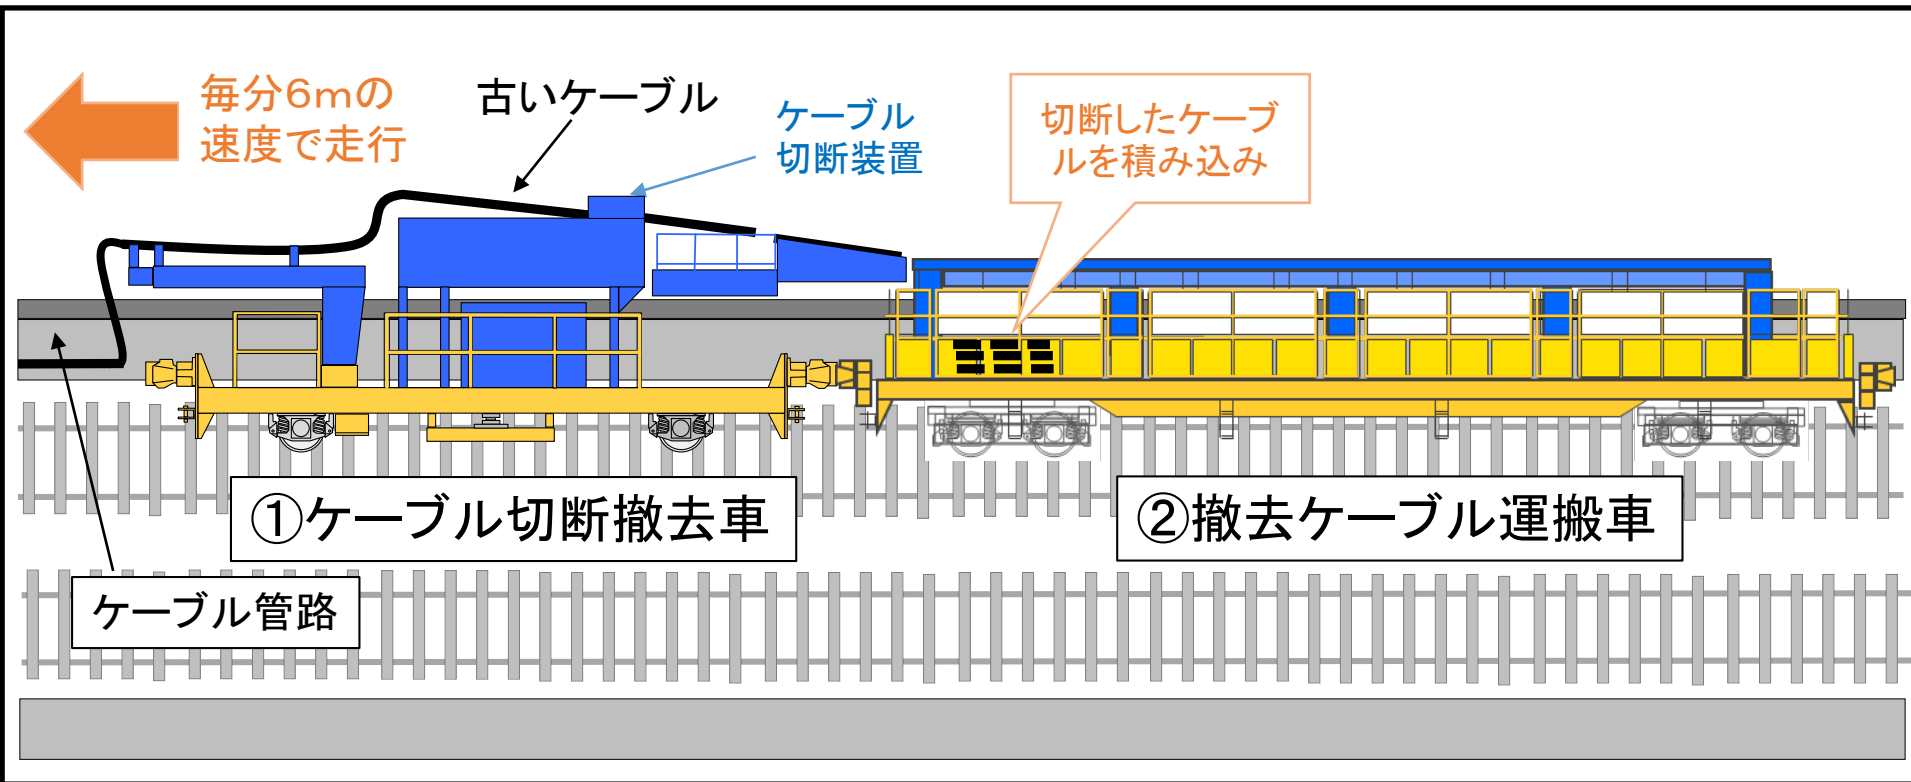 毎分6mの
速度で走行
古いケーブル
ケーブル
切断装置
切断したケーブ
ルを積み込み
①ケーブル切断撤去車
②撤去ケーブル運搬車
ケーブル管路